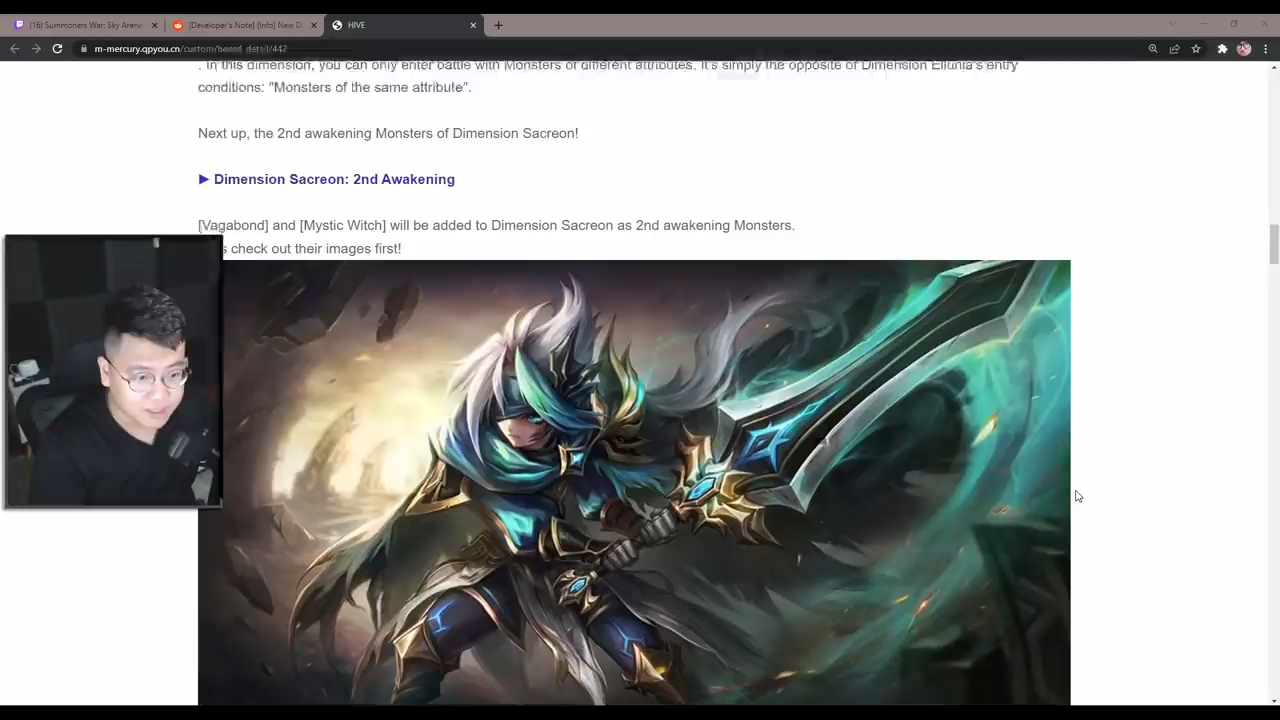 (16) Summoners War: Sky Arena
[Developer's Note] [Info] New D
HIVE
m-mercury.qpyou.cn/custom/board_detail/442
. In this dimension, you can only enter battle with Monsters of different attributes. It's simply the opposite of Dimension Ellunia's entry
conditions: "Monsters of the same attribute".
Next up, the 2nd awakening Monsters of Dimension Sacreon!
► Dimension Sacreon: 2nd Awakening
[Vagabond] and [Mystic Witch] will be added to Dimension Sacreon as 2nd awakening Monsters.
check out their images first!